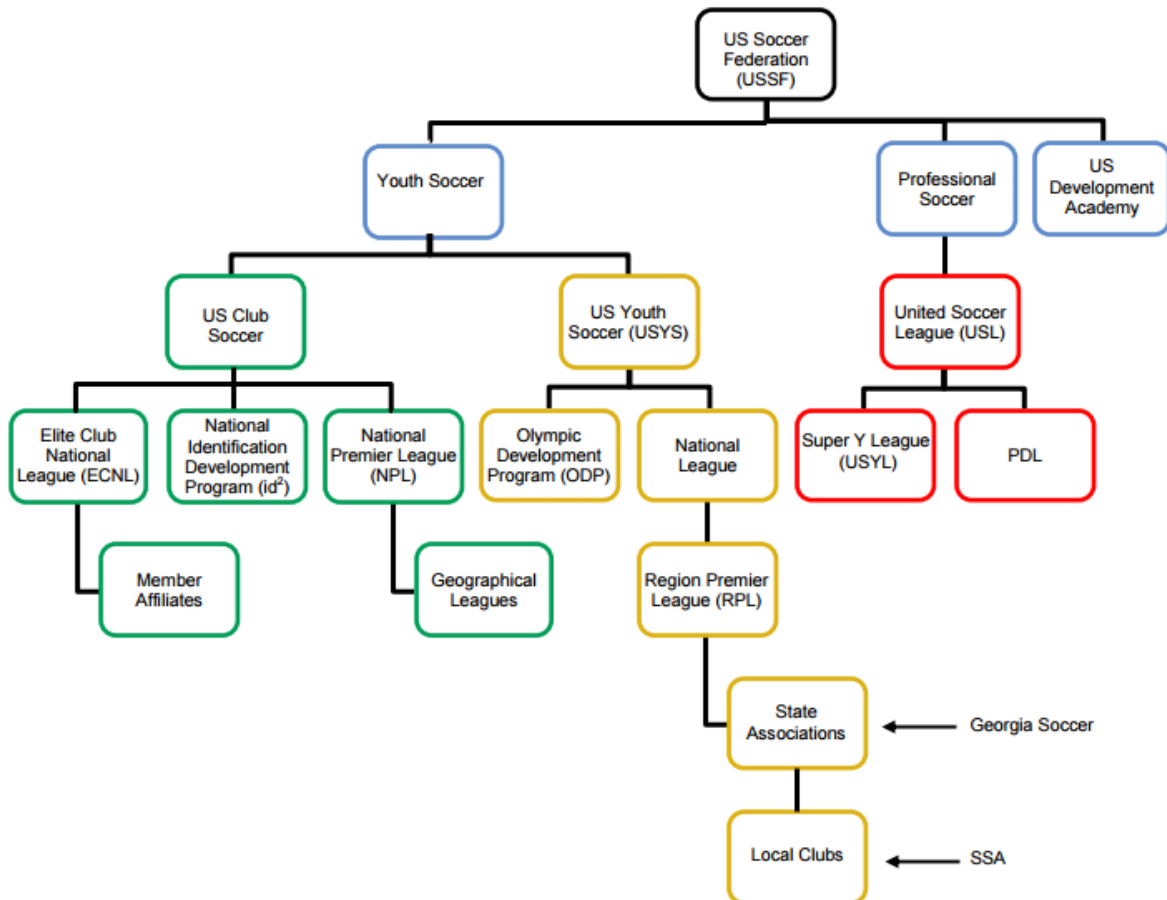 US Soccer
Federation
(USSF)
Youth Soccer
Professional
Soccer
US
Development
Academy
US Club
Soccer
US Youth
Soccer (USYS)
United Soccer
League (USL)
Elite Club
National
League (ECNL)
National
Identification
Development
Program (id²)
National
Premier League
(NPL)
Olympic
Development
Program (ODP)
National
League
Super Y League
(USYL)
PDL
Member
Affiliates
Geographical
Leagues
Region Premier
League (RPL)
State
Associations
Georgia Soccer
Local Clubs
SSA